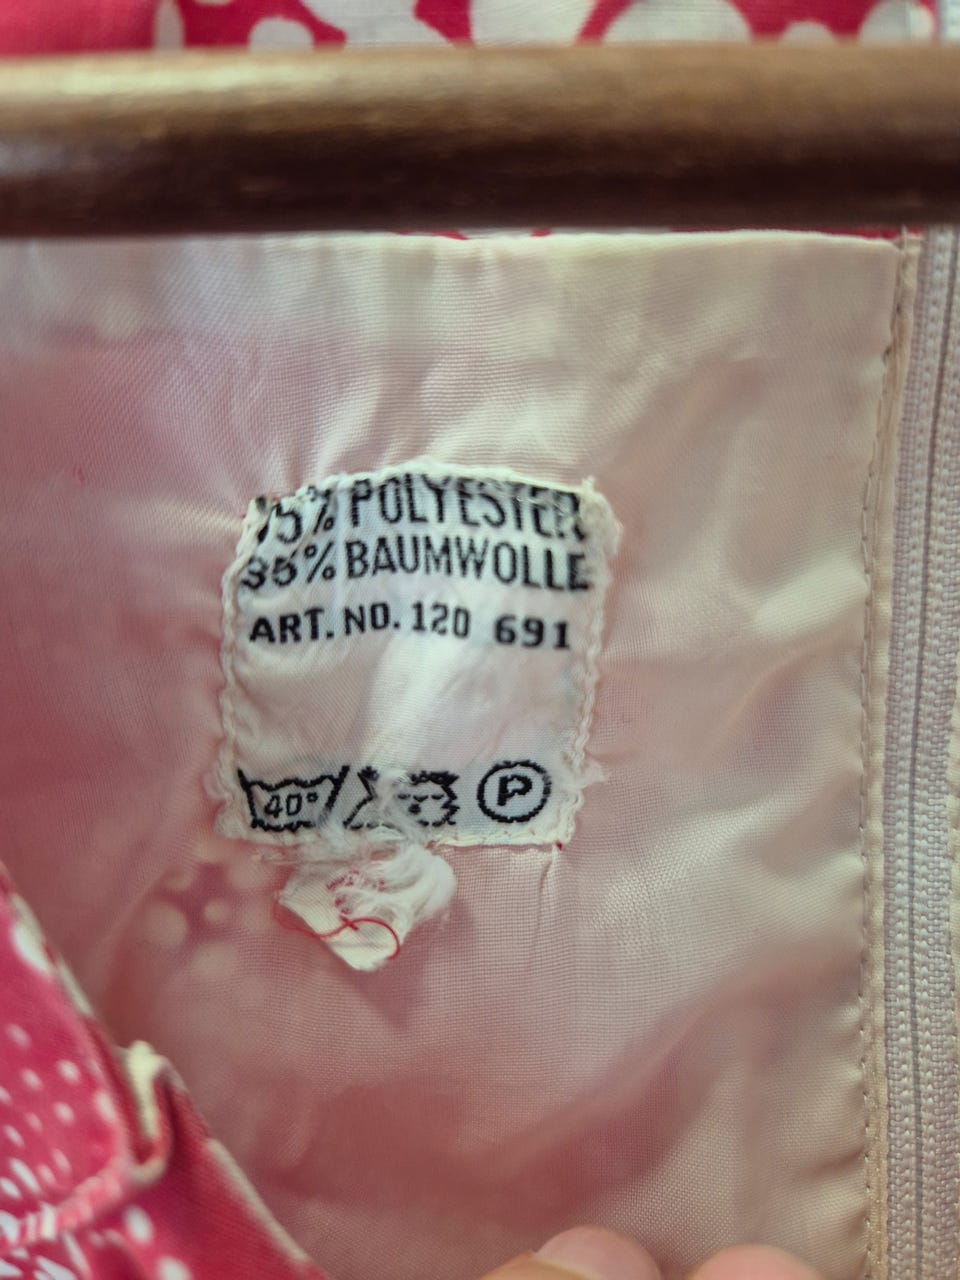 POLYESTER
35% BAUMWOLLE
ART. NO. 120 691
40° P